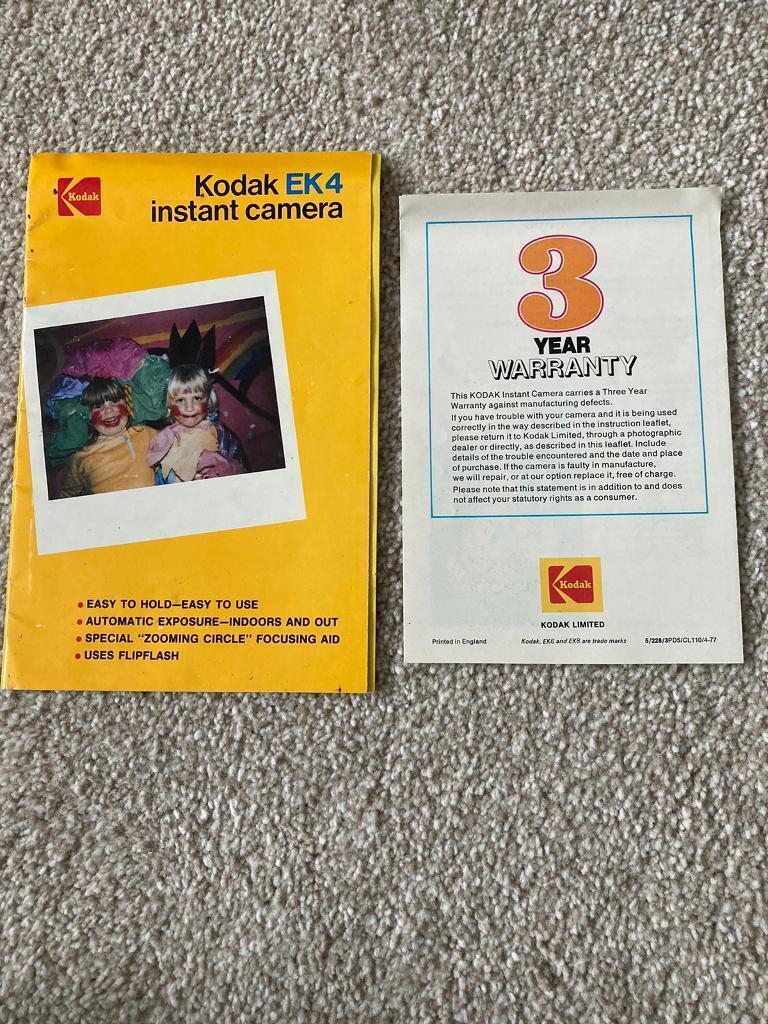 Kodak
Kodak EK4
instant camera
• EASY TO HOLD—EASY TO USE
• AUTOMATIC EXPOSURE—INDOORS AND OUT
• SPECIAL “ZOOMING CIRCLE” FOCUSING AID
• USES FLIPFLASH
3
YEAR
WARRANTY
This KODAK Instant Camera carries a Three Year
Warranty against manufacturing defects.
If you have trouble with your camera and it is being used
correctly in the way described in the instruction leaflet,
please return it to Kodak Limited, through a photographic
dealer or directly, as described in this leaflet. Include
details of the trouble encountered and the date and place
of purchase. If the camera is faulty in manufacture,
we will repair, or at our option replace it, free of charge.
Please note that this statement is in addition to and does
not affect your statutory rights as a consumer.
Kodak
KODAK LIMITED
Printed in England Kodak, EK6 and EK8 are trade marks 5/228/3PD5/CL110/4-77